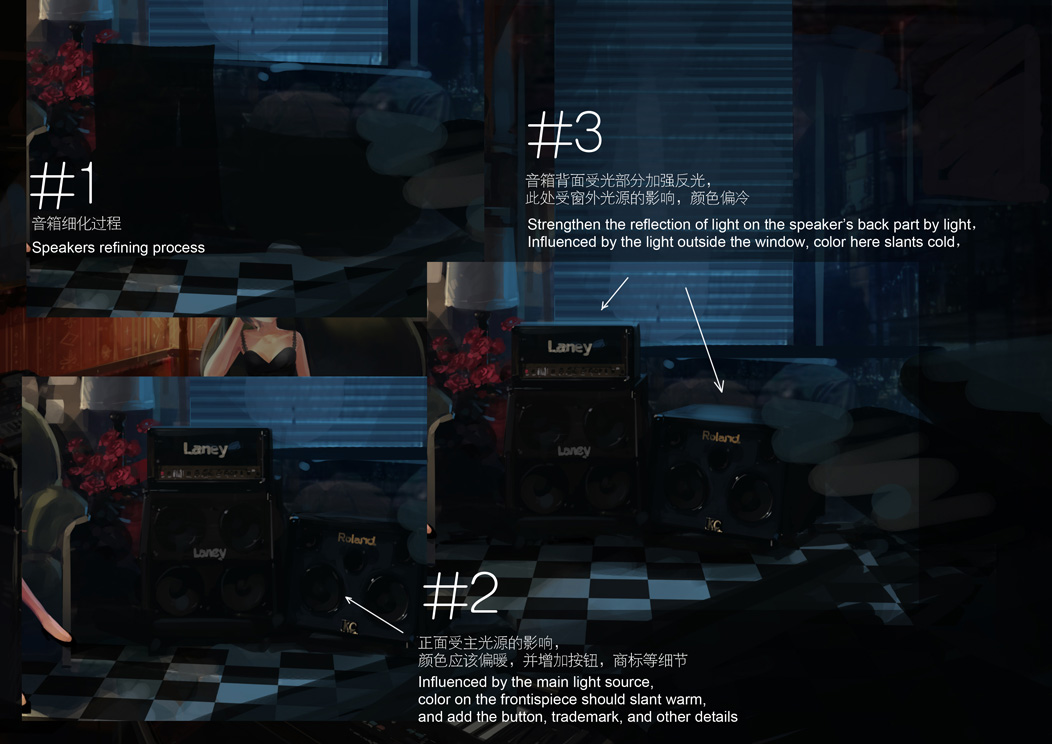 #1
音箱细化过程
Speakers refining process
#3
音箱背面受光部分加强反光，
此处受窗外光源的影响，颜色偏冷
Strengthen the reflection of light on the speaker's back part by light，
Influenced by the light outside the window, color here slants cold，
Laney
Laney
Roland
KC
Laney
Laney
Roland
KC
#2
正面受主光源的影响，
颜色应该偏暖，并增加按钮，商标等细节
Influenced by the main light source,
color on the frontispiece should slant warm,
and add the button, trademark, and other details